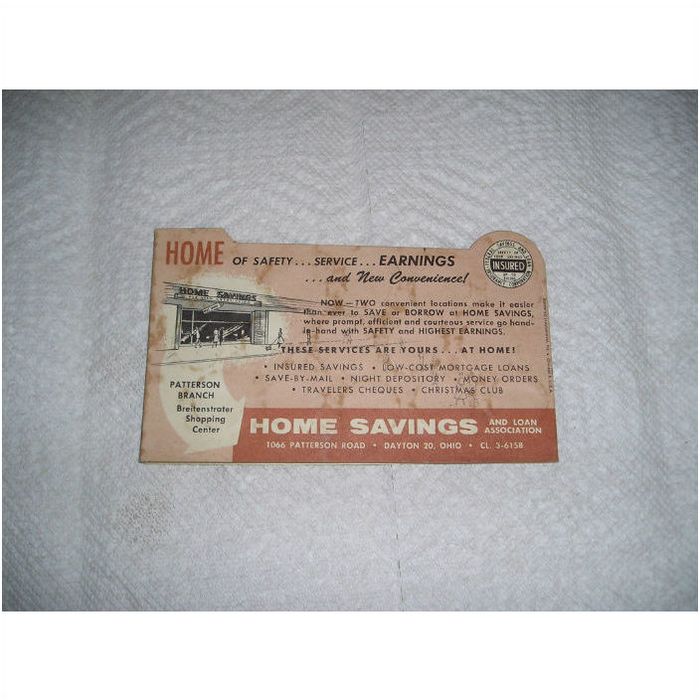 HOME OF SAFETY... SERVICE... EARNINGS
...and New Convenience!
INSURED
HOME SAVINGS
NOW—TWO convenient locations make it easier
than ever to SAVE or BORROW at HOME SAVINGS,
where prompt, efficient and courteous service go hand-
in-hand with SAFETY and HIGHEST EARNINGS.
THESE SERVICES ARE YOURS... AT HOME!
• INSURED SAVINGS • LOW-COST MORTGAGE LOANS
• SAVE-BY-MAIL • NIGHT DEPOSITORY • MONEY ORDERS
• TRAVELERS CHEQUES • CHRISTMAS CLUB
PATTERSON
BRANCH
Breitenstrater
Shopping
Center
HOME SAVINGS AND LOAN
ASSOCIATION
1066 PATTERSON ROAD • DAYTON 20, OHIO • CL. 3-6158